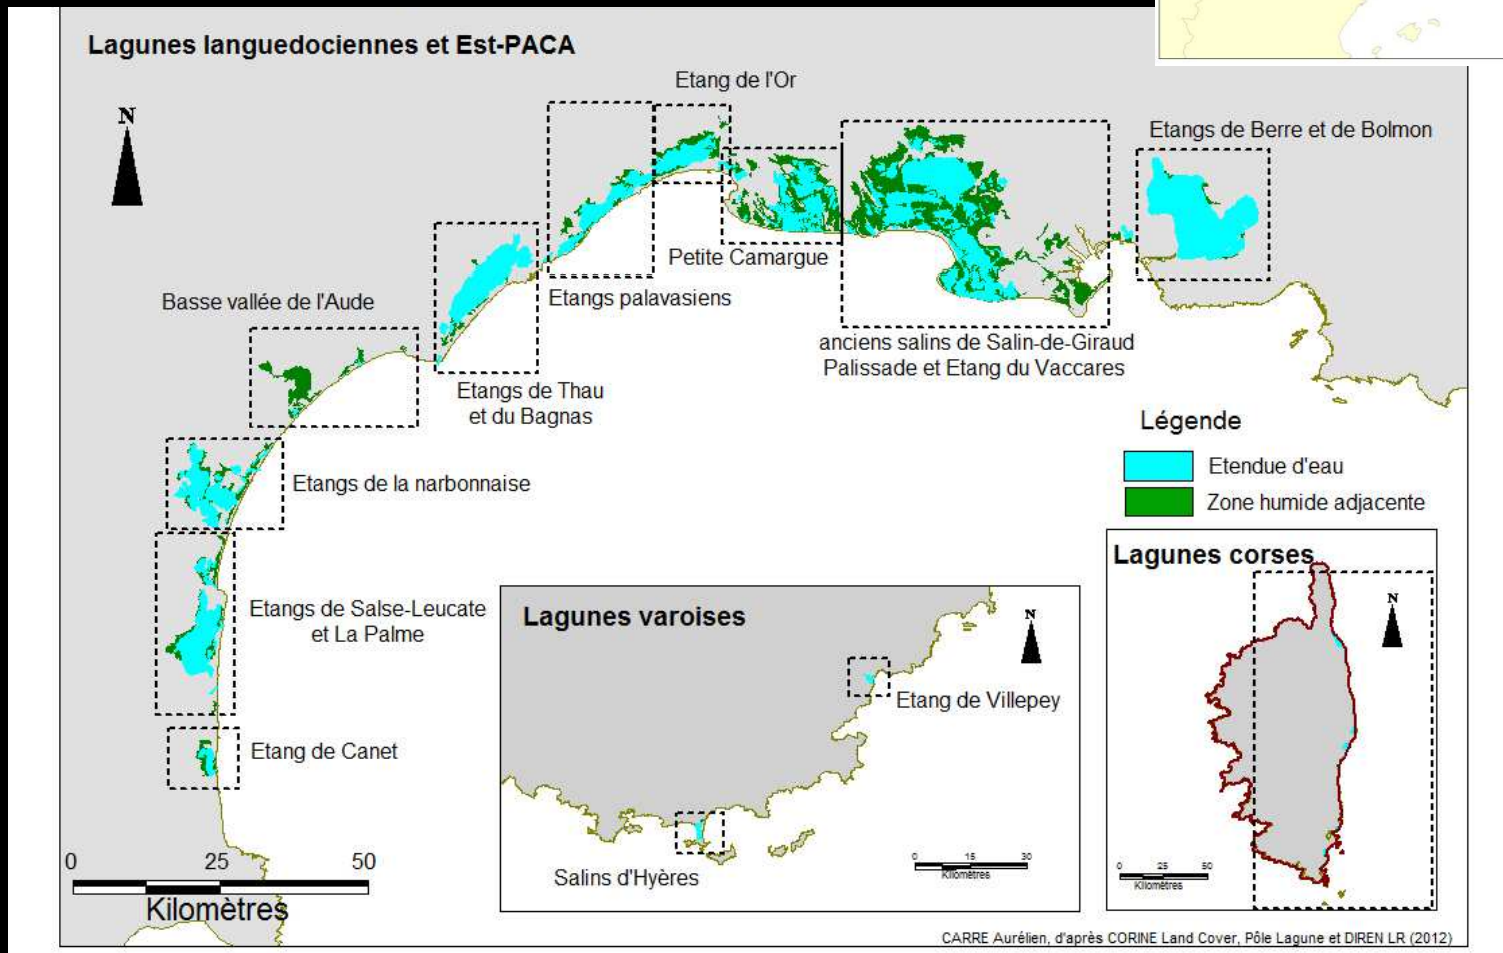 Lagunes languedociennes et Est-PACA
Etang de l'Or
N
Etangs de Berre et de Bolmon
Petite Camargue
Basse vallée de l'Aude
Etangs palavasiens
anciens salins de Salin-de-Giraud
Palissade et Etang du Vaccares
Etangs de Thau
et du Bagnas
Légende
Etendue d'eau
Zone humide adjacente
Etangs de la narbonnaise
Etangs de Salse-Leucate
et La Palme
Etang de Canet
0 25 50
Kilomètres
Lagunes varoises
N
Etang de Villepey
Salins d'Hyères
0 15 30
Kilomètres
Lagunes corses
N
0 25 50
Kilomètres
CARRE Aurélien, d'après CORINE Land Cover, Pôle Lagune et DIREN LR (2012)